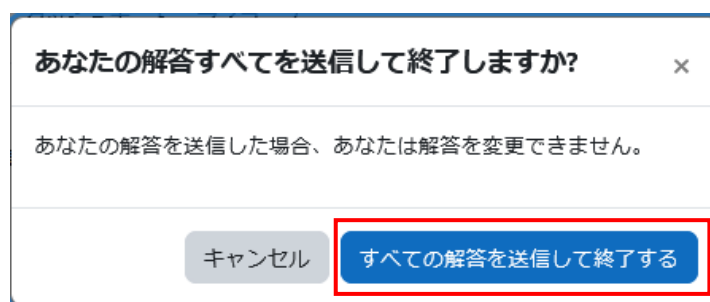 あなたの解答すべてを送信して終了しますか?
×
あなたの解答を送信した場合、あなたは解答を変更できません。
キャンセル
すべての解答を送信して終了する